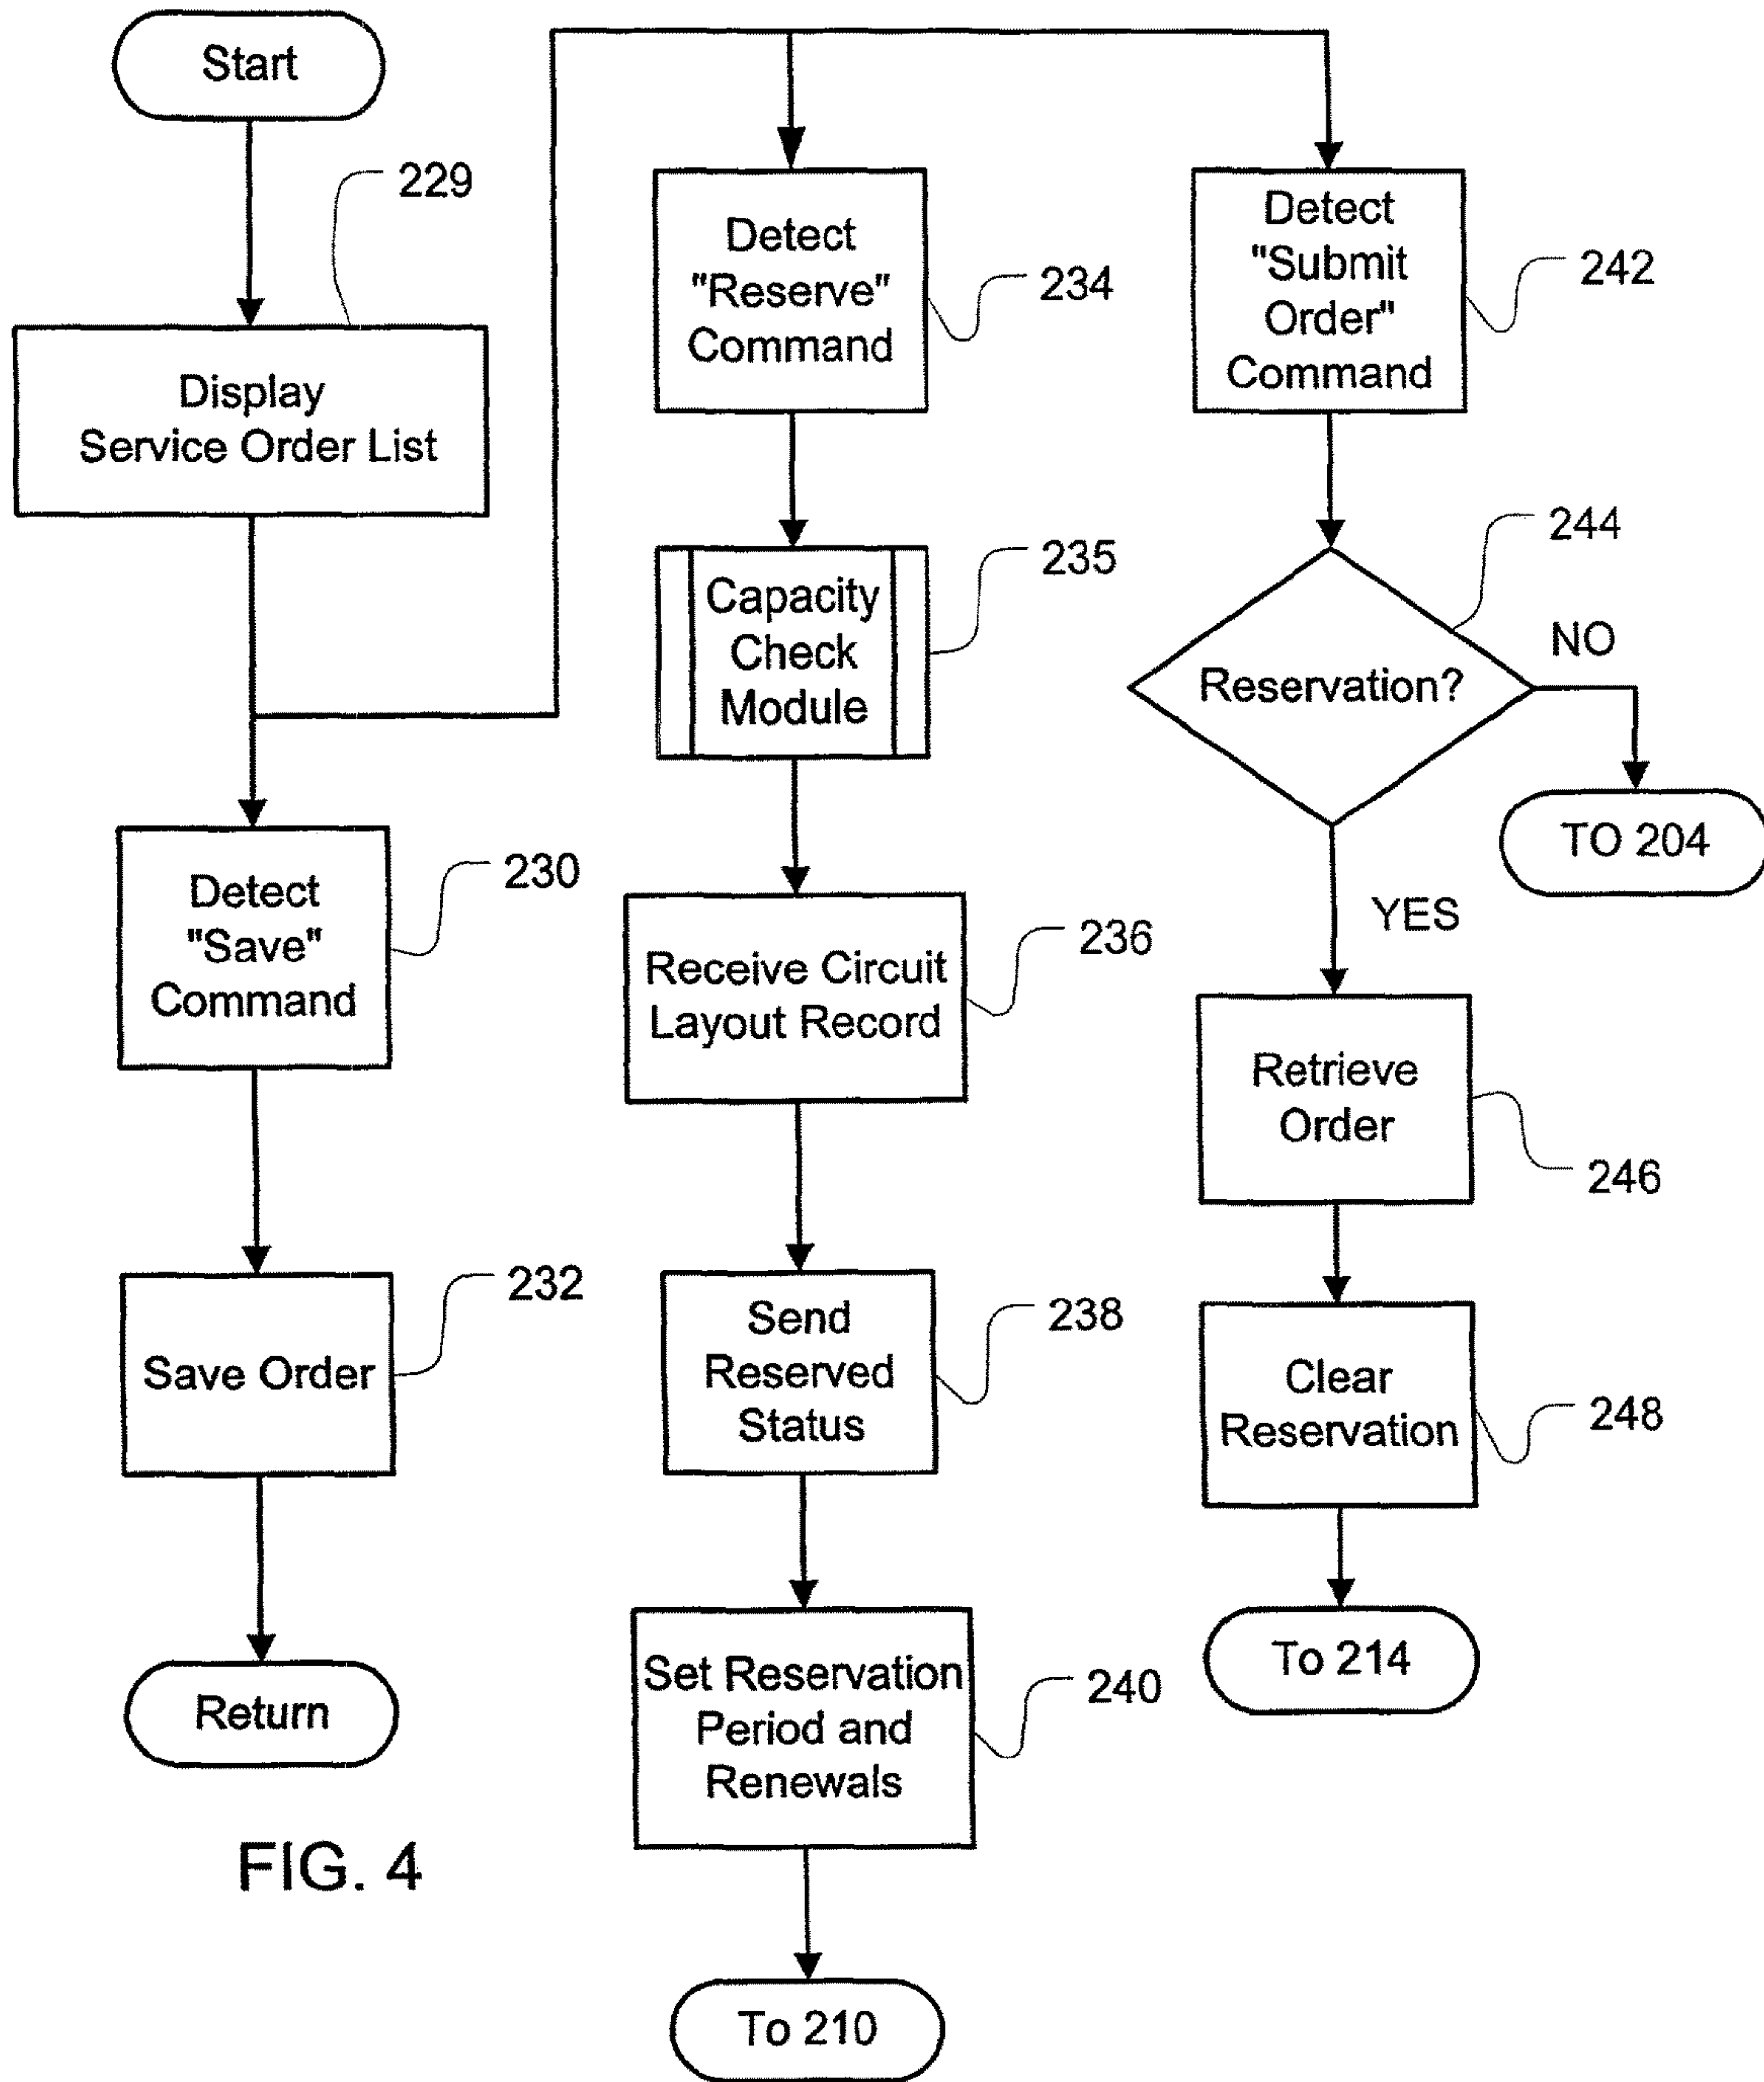 Start
229
Display
Service Order List
Detect
"Save"
Command
230
Save Order
232
Return
FIG. 4
Detect
"Reserve"
Command
234
Capacity
Check
Module
235
Receive Circuit
Layout Record
236
Send
Reserved
Status
238
Set Reservation
Period and
Renewals
240
To 210
Detect
"Submit
Order"
Command
242
244
Reservation?
NO
TO 204
YES
Retrieve
Order
246
Clear
Reservation
248
To 214